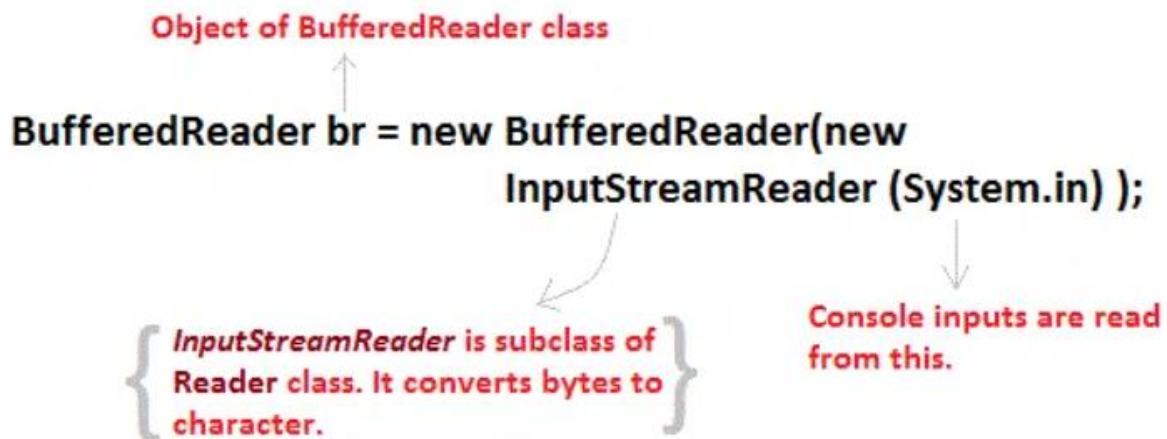 Object of BufferedReader class
BufferedReader br = new BufferedReader(new
InputStreamReader (System.in) );
InputStreamReader is subclass of
Reader class. It converts bytes to
character.
Console inputs are read
from this.